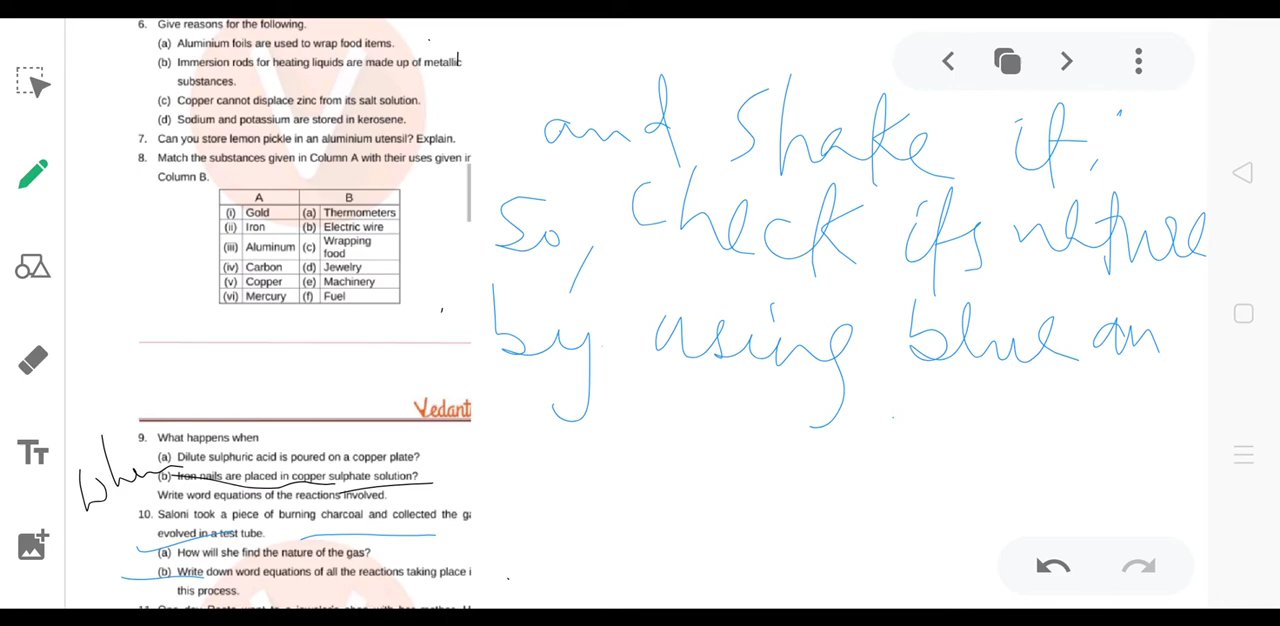 6. Give reasons for the following.
(a) Aluminium foils are used to wrap food items.
(b) Immersion rods for heating liquids are made up of metallic
substances.
(c) Copper cannot displace zinc from its salt solution.
(d) Sodium and potassium are stored in kerosene.
7. Can you store lemon pickle in an aluminium utensil? Explain.
8. Match the substances given in Column A with their uses given in
Column B.
A B
(i) Gold (a) Thermometers
(ii) Iron (b) Electric wire
(iii) Aluminum (c) Wrapping food
(iv) Carbon (d) Jewelry
(v) Copper (e) Machinery
(vi) Mercury (f) Fuel
Vedant
9. What happens when
(a) Dilute sulphuric acid is poured on a copper plate?
When
(b) Iron nails are placed in copper sulphate solution?
Write word equations of the reactions involved.
10. Saloni took a piece of burning charcoal and collected the ga
evolved in a test tube.
(a) How will she find the nature of the gas?
(b) Write down word equations of all the reactions taking place i
this process.
and shake it.
So, check its nature
by using blue an
Tт